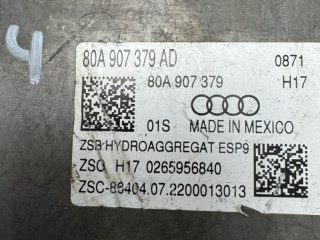 4
80A 907 379 AD 0871
80A 907 379 H17
01S MADE IN MEXICO
ZSB HYDROAGGREGAT ESP9
ZSC H17 0265956840
ZSC-86404.07.2200013013